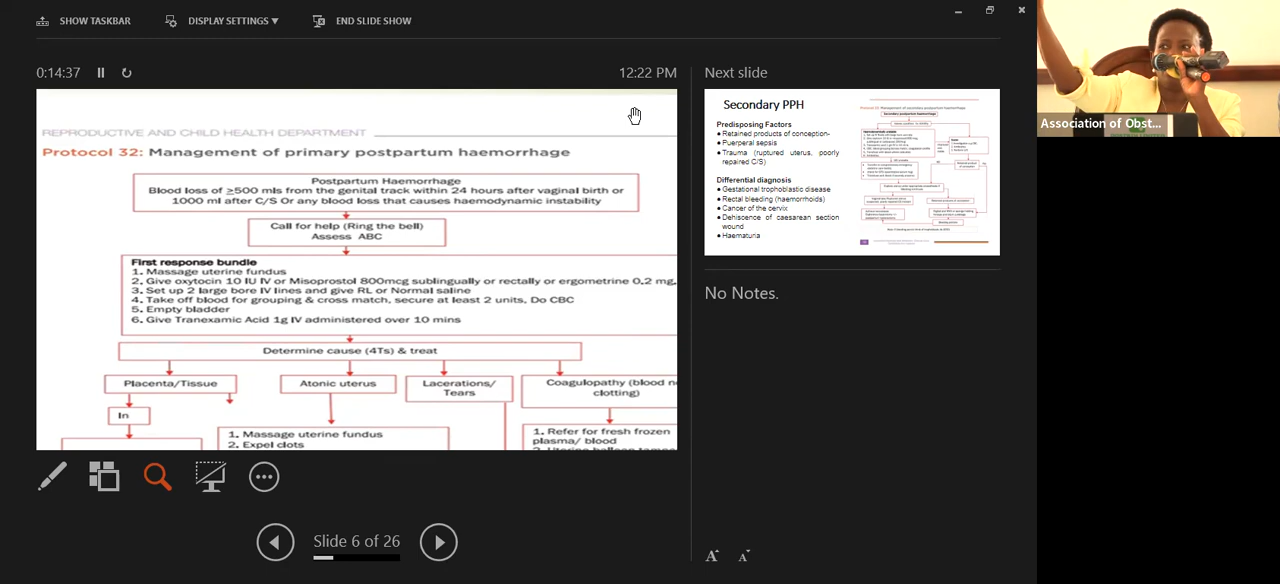 SHOW TASKBAR
DISPLAY SETTINGS ▼
END SLIDE SHOW
0:14:37
12:22 PM
REPRODUCTIVE AND CHILD HEALTH DEPARTMENT
Protocol 32: Management of primary postpartum haemorrhage
Postpartum Haemorrhage
Blood loss of ≥500 mls from the genital track within 24 hours after vaginal birth or
1000 ml after C/S Or any blood loss that causes haemodynamic instability
Call for help (Ring the bell)
Assess ABC
First response bundle
1. Massage uterine fundus
2. Give oxytocin 10 IU IV or Misoprostol 800mcg sublingually or rectally or ergometrine 0.2 mg.
3. Set up 2 large bore IV lines and give RL or Normal saline
4. Take off blood for grouping & cross match, secure at least 2 units, Do CBC
5. Empty bladder
6. Give Tranexamic Acid 1g IV administered over 10 mins
Determine cause (4Ts) & treat
Placenta/Tissue
Atonic uterus
Lacerations/
Tears
Coagulopathy (blood n
clotting)
In
1. Massage uterine fundus
2. Expel clots
1. Refer for fresh frozen
plasma/ blood
Slide 6 of 26
Next slide
Secondary PPH
Predisposing Factors
● Retained products of conception-
● Puerperal sepsis
● Trauma (ruptured uterus, poorly
repaired C/S)
Differential diagnosis
● Gestational trophoblastic disease
● Rectal bleeding (haemorrhoids)
● Cancer of the cervix
● Dehiscence of caesarean section
wound
● Haematuria
Protocol 33: Management of secondary postpartum haemorrhage
No Notes.
A A
Association of Obst...